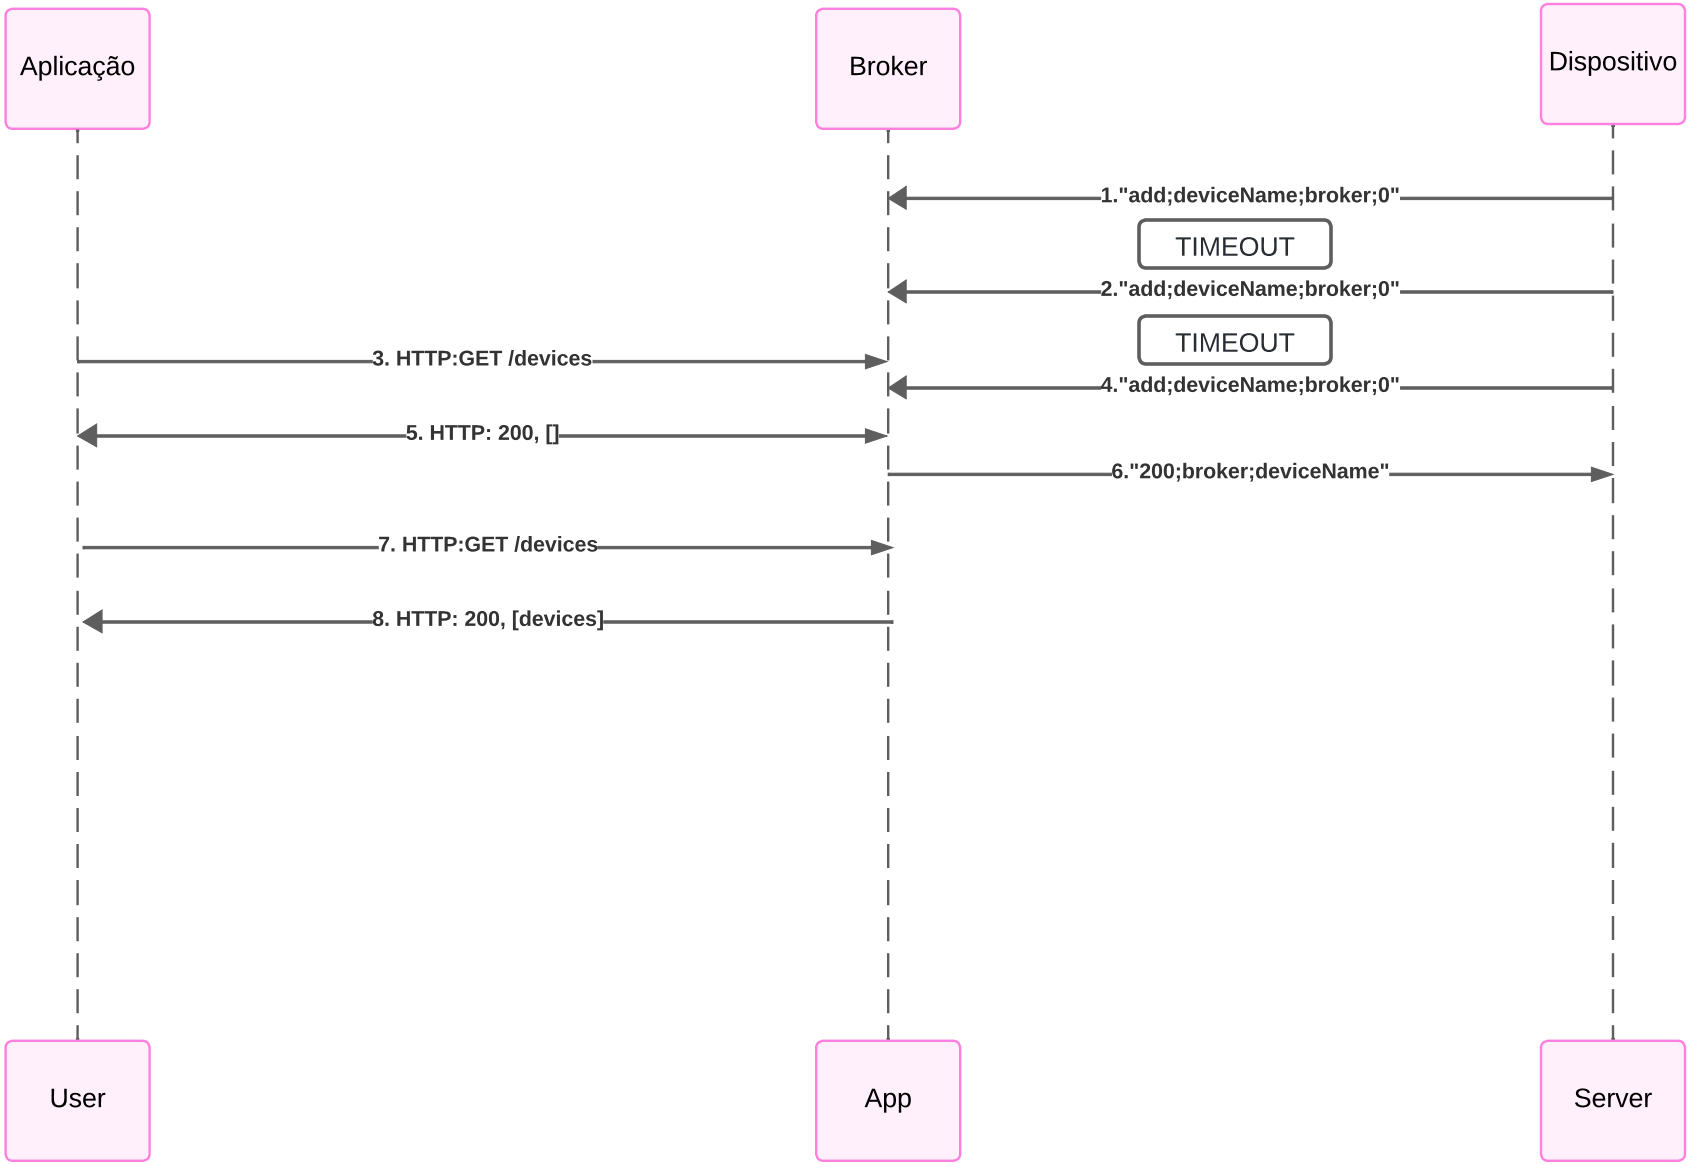 Aplicação
Broker
Dispositivo
1."add;deviceName;broker;0"
TIMEOUT
2."add;deviceName;broker;0"
TIMEOUT
3. HTTP:GET /devices
4."add;deviceName;broker;0"
5. HTTP: 200, []
6."200;broker;deviceName"
7. HTTP:GET /devices
8. HTTP: 200, [devices]
User
App
Server